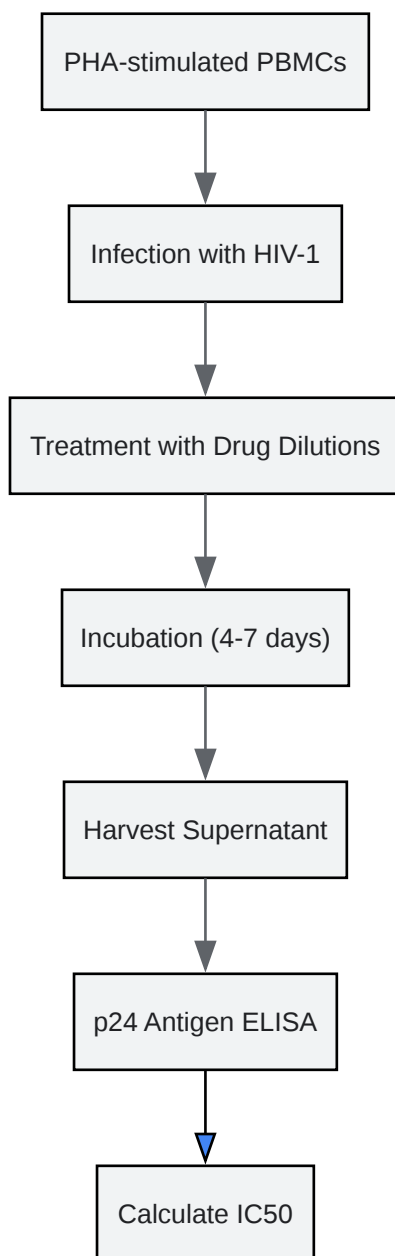 PHA-stimulated PBMCs
Infection with HIV-1
Treatment with Drug Dilutions
Incubation (4-7 days)
Harvest Supernatant
p24 Antigen ELISA
Calculate IC50